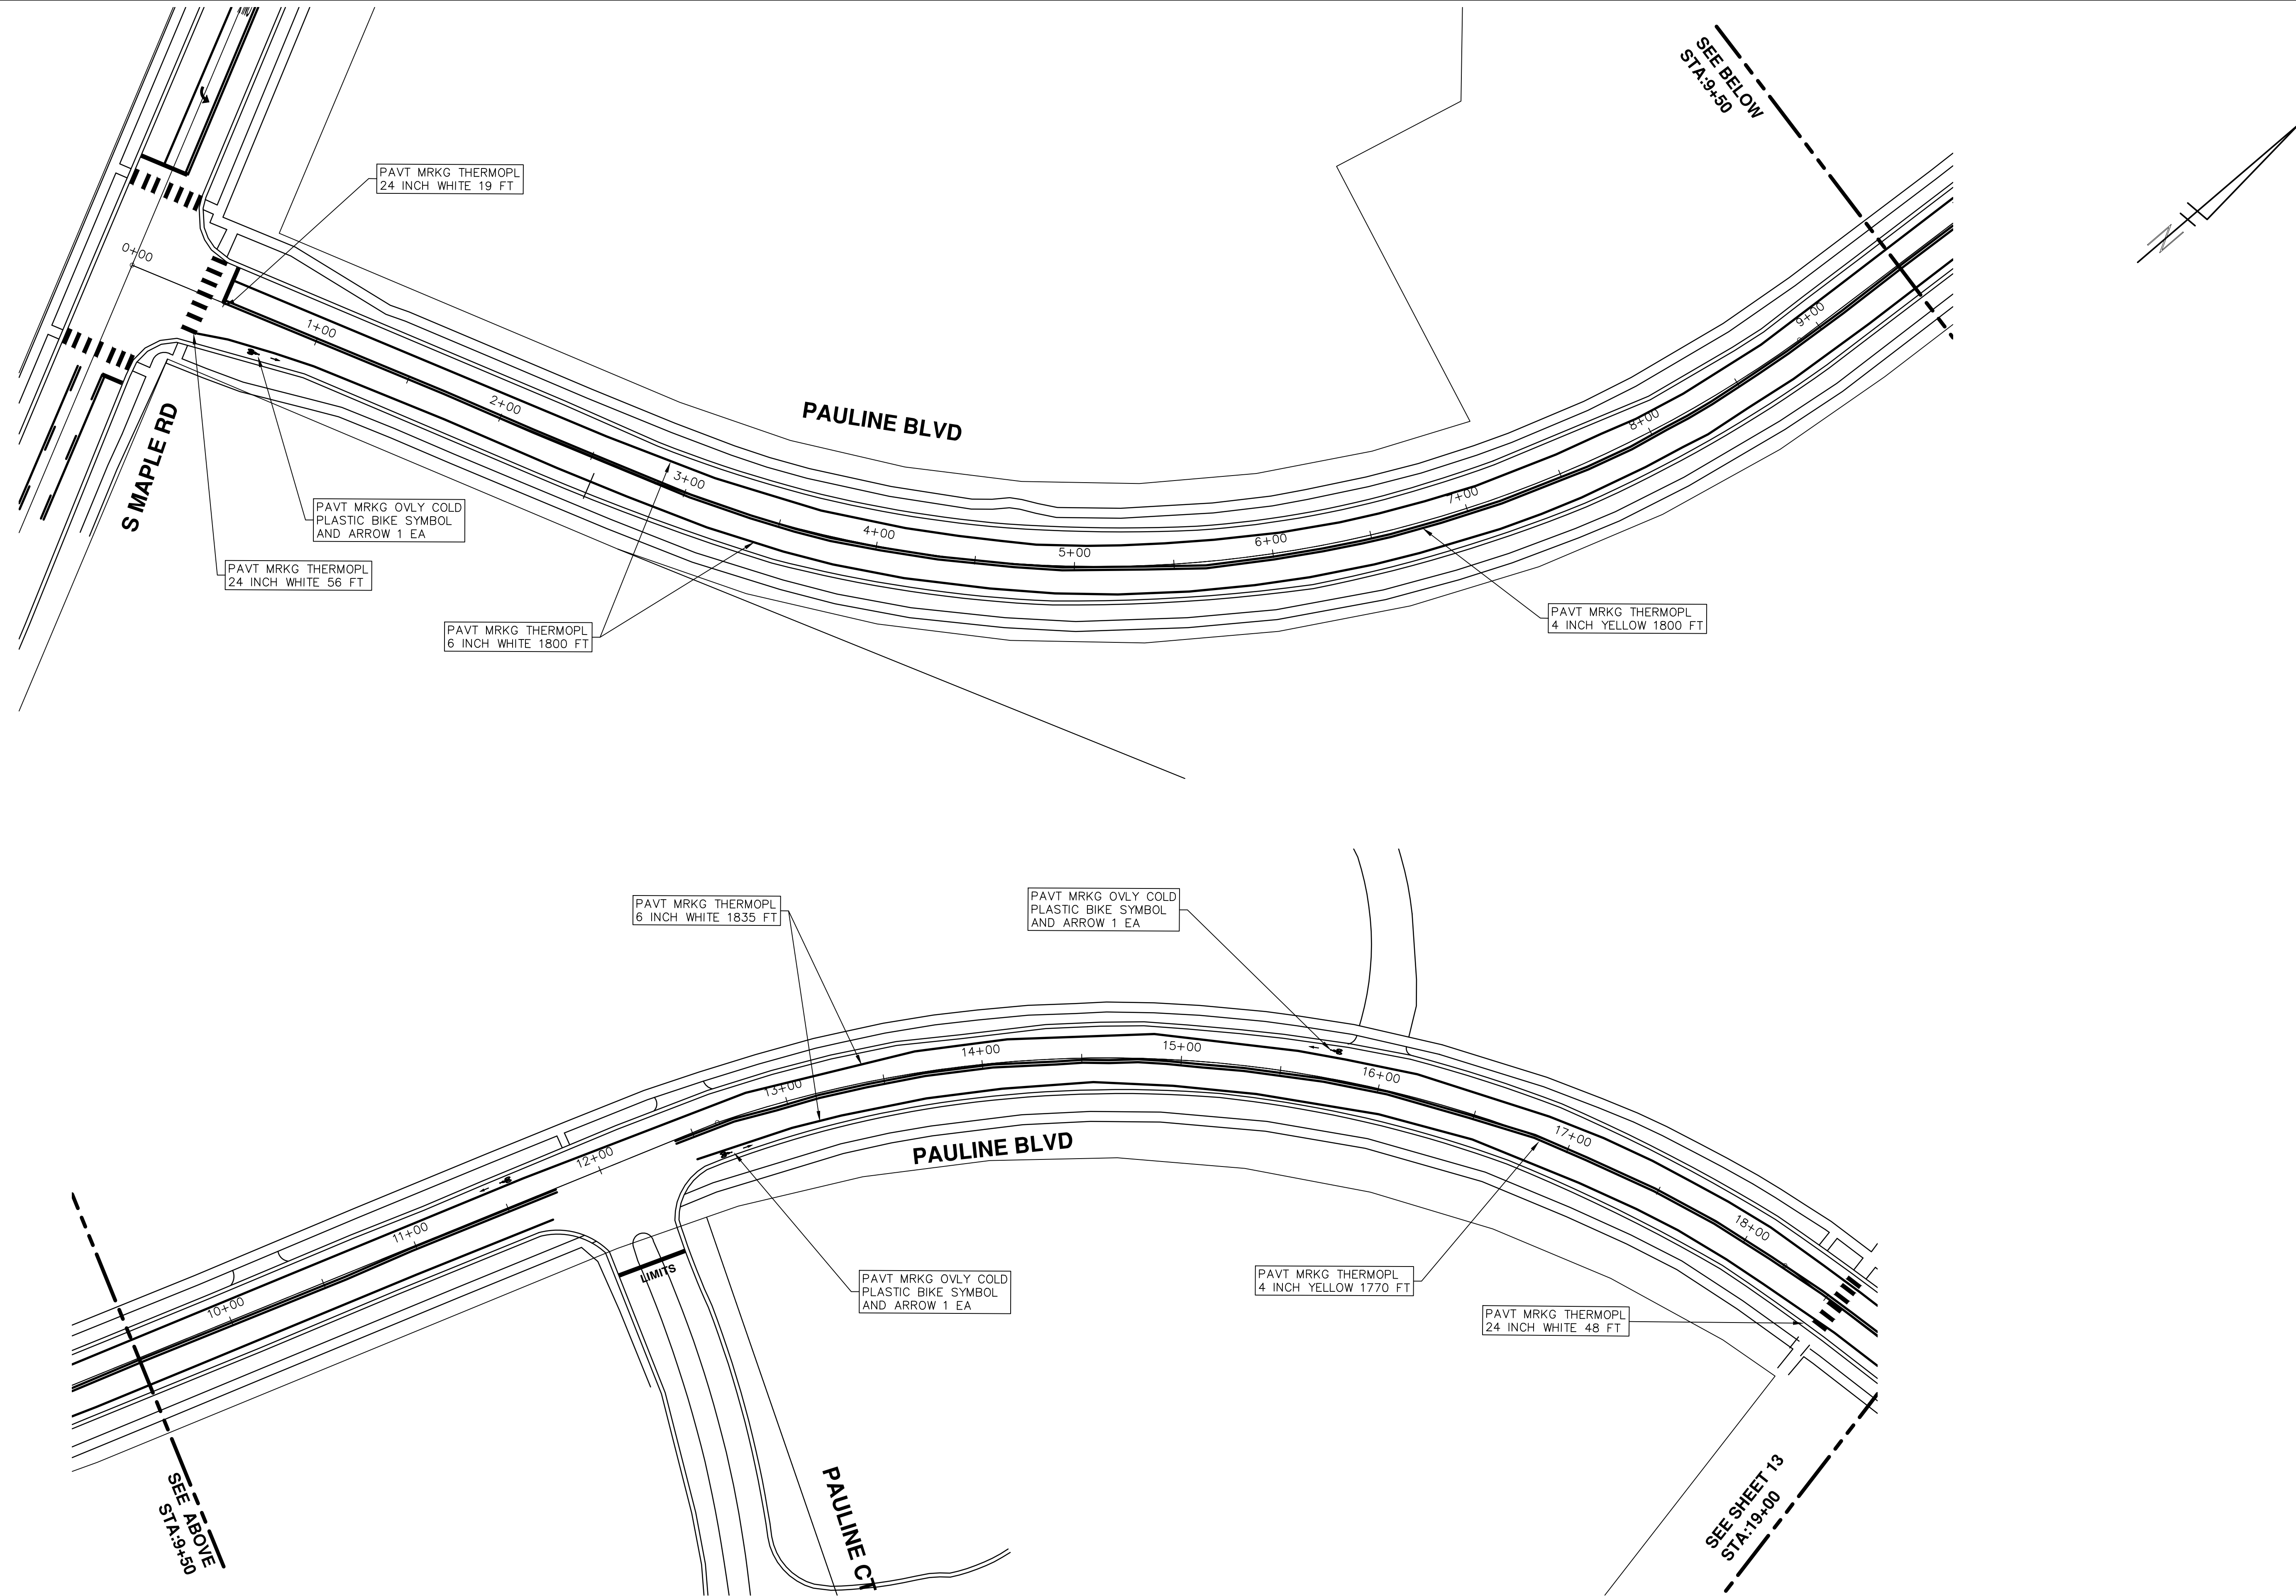 SEE BELOW
STA:9+50
PAVT MRKG THERMOPL
24 INCH WHITE 19 FT
N
0+00
1+00
2+00
3+00
4+00
5+00
6+00
7+00
8+00
9+00
PAULINE BLVD
S MAPLE RD
PAVT MRKG OVLY COLD
PLASTIC BIKE SYMBOL
AND ARROW 1 EA
PAVT MRKG THERMOPL
24 INCH WHITE 56 FT
PAVT MRKG THERMOPL
6 INCH WHITE 1800 FT
PAVT MRKG THERMOPL
4 INCH YELLOW 1800 FT
PAVT MRKG THERMOPL
6 INCH WHITE 1835 FT
PAVT MRKG OVLY COLD
PLASTIC BIKE SYMBOL
AND ARROW 1 EA
10+00
11+00
12+00
13+00
14+00
15+00
16+00
17+00
18+00
PAULINE BLVD
LIMITS
PAVT MRKG OVLY COLD
PLASTIC BIKE SYMBOL
AND ARROW 1 EA
PAVT MRKG THERMOPL
4 INCH YELLOW 1770 FT
PAVT MRKG THERMOPL
24 INCH WHITE 48 FT
SEE ABOVE
STA:9+50
PAULINE CT
SEE SHEET 13
STA:19+00